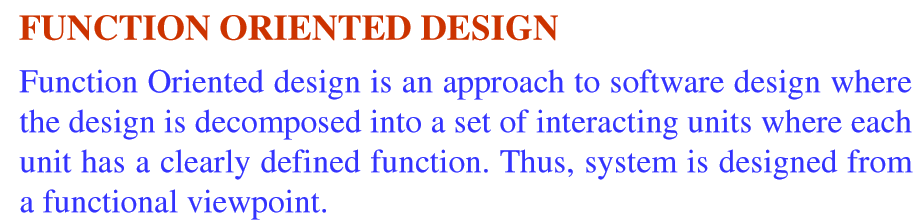 FUNCTION ORIENTED DESIGN
Function Oriented design is an approach to software design where
the design is decomposed into a set of interacting units where each
unit has a clearly defined function. Thus, system is designed from
a functional viewpoint.